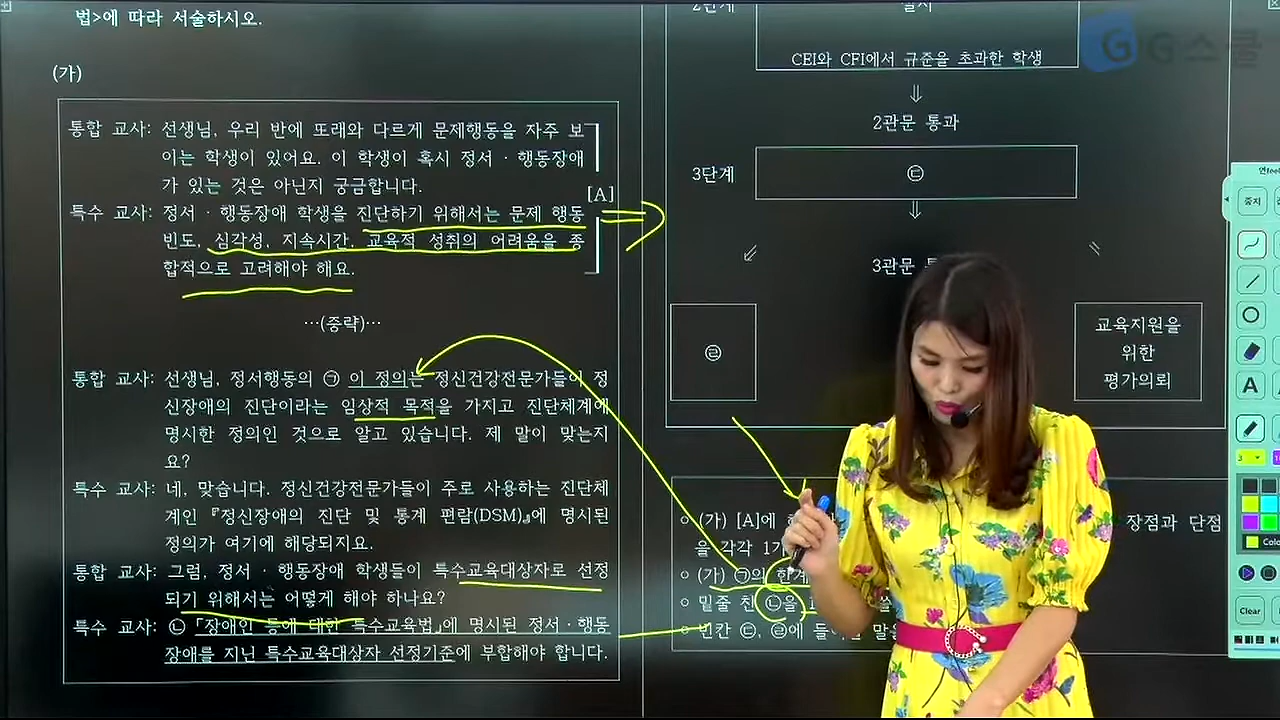 법>에 따라 서술하시오.
(가)
통합 교사: 선생님, 우리 반에 또래와 다르게 문제행동을 자주 보
이는 학생이 있어요. 이 학생이 혹시 정서 · 행동장애
가 있는 것은 아닌지 궁금합니다.
[A]
특수 교사: 정서 · 행동장애 학생을 진단하기 위해서는 문제 행동
빈도, 심각성, 지속시간, 교육적 성취의 어려움을 종
합적으로 고려해야 해요.
…(중략)…
통합 교사: 선생님, 정서행동의 ㉠ 이 정의는 정신건강전문가들이 정
신장애의 진단이라는 임상적 목적을 가지고 진단체계에
명시한 정의인 것으로 알고 있습니다. 제 말이 맞는지
요?
특수 교사: 네, 맞습니다. 정신건강전문가들이 주로 사용하는 진단체
계인 『정신장애의 진단 및 통계 편람(DSM)』에 명시된
정의가 여기에 해당되지요.
통합 교사: 그럼, 정서 · 행동장애 학생들이 특수교육대상자로 선정
되기 위해서는 어떻게 해야 하나요?
특수 교사: ㉡ 「장애인 등에 대한 특수교육법」에 명시된 정서 · 행동
장애를 지닌 특수교육대상자 선정기준에 부합해야 합니다.
2단계
실시
CEI와 CFI에서 규준을 초과한 학생
⇓
2관문 통과
3단계
㉢
⇓
3관문
㉣
교육지원을
위한
평가의뢰
○ (가) [A]에 장점과 단점
을 각각
○ (가) ㉠의 한계
○ 밑줄 친 ㉡을
○ 빈칸 ㉢, ㉣에 말을
G스쿨
중지
A
3
Clear